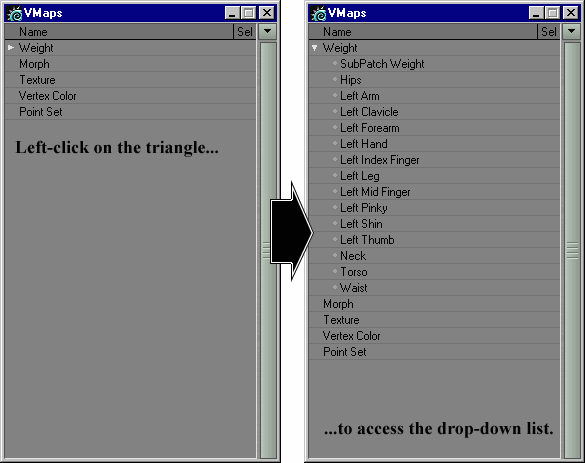 VMaps
Name Sel
Weight
Morph
Texture
Vertex Color
Point Set
Left-click on the triangle...
VMaps
Name Sel
Weight
SubPatch Weight
Hips
Left Arm
Left Clavicle
Left Forearm
Left Hand
Left Index Finger
Left Leg
Left Mid Finger
Left Pinky
Left Shin
Left Thumb
Neck
Torso
Waist
Morph
Texture
Vertex Color
Point Set
...to access the drop-down list.